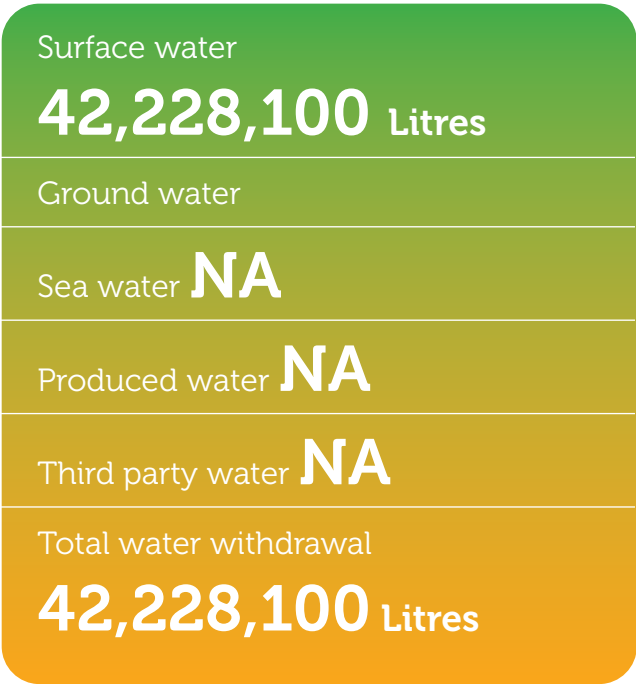 Surface water
42,228,100 Litres
Ground water
Sea water NA
Produced water NA
Third party water NA
Total water withdrawal
42,228,100 Litres